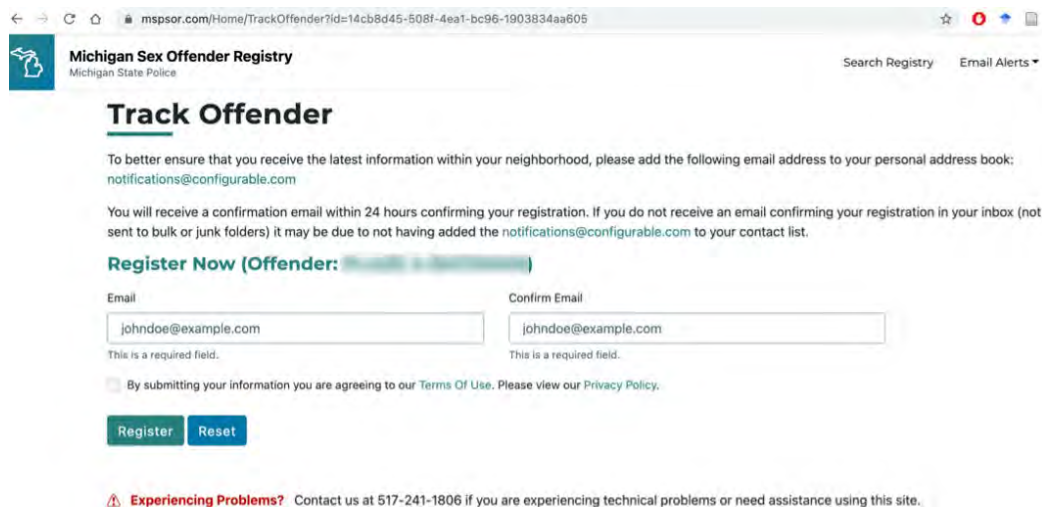 mspsor.com/Home/TrackOffender?id=14cb8d45-508f-4ea1-bc96-1903834aa605
Michigan Sex Offender Registry
Michigan State Police
Search Registry Email Alerts
Track Offender
To better ensure that you receive the latest information within your neighborhood, please add the following email address to your personal address book:
notifications@configurable.com
You will receive a confirmation email within 24 hours confirming your registration. If you do not receive an email confirming your registration in your inbox (not
sent to bulk or junk folders) it may be due to not having added the notifications@configurable.com to your contact list.
Register Now (Offender: )
Email Confirm Email
johndoe@example.com johndoe@example.com
This is a required field. This is a required field.
By submitting your information you are agreeing to our Terms Of Use. Please view our Privacy Policy.
Register Reset
Experiencing Problems? Contact us at 517-241-1806 if you are experiencing technical problems or need assistance using this site.